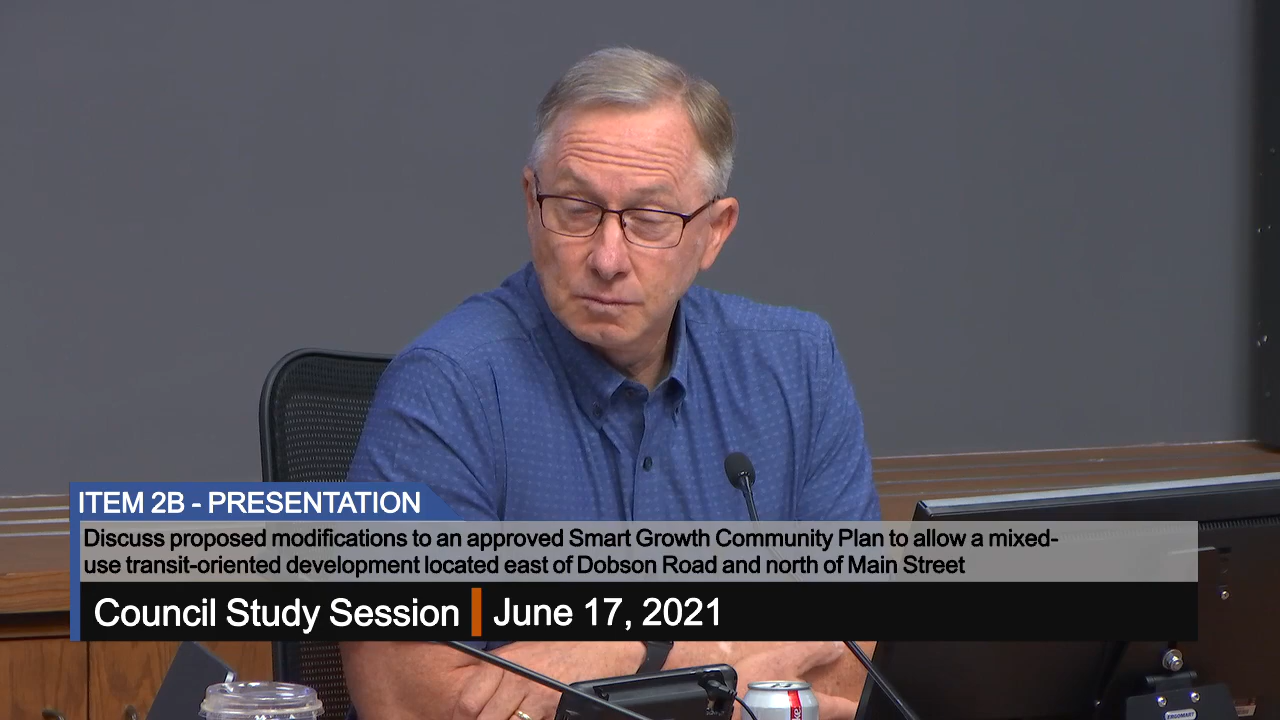 ITEM 2B - PRESENTATION
Discuss proposed modifications to an approved Smart Growth Community Plan to allow a mixed-
use transit-oriented development located east of Dobson Road and north of Main Street
Council Study Session | June 17, 2021
ERGOMART